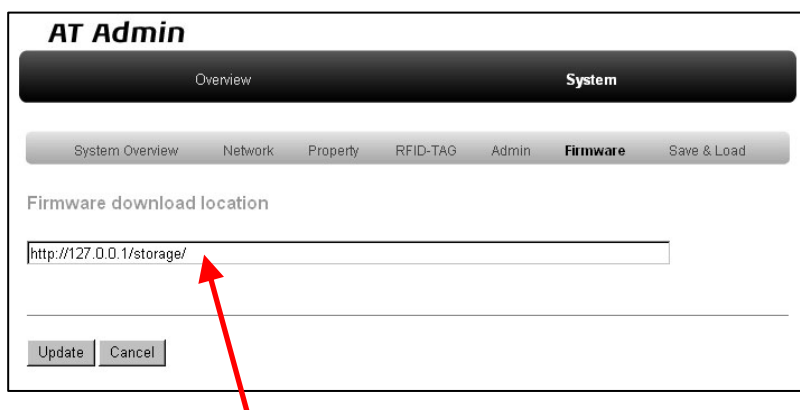 AT Admin
Overview System
System Overview Network Property RFID-TAG Admin Firmware Save & Load
Firmware download location
http://127.0.0.1/storage/
Update Cancel